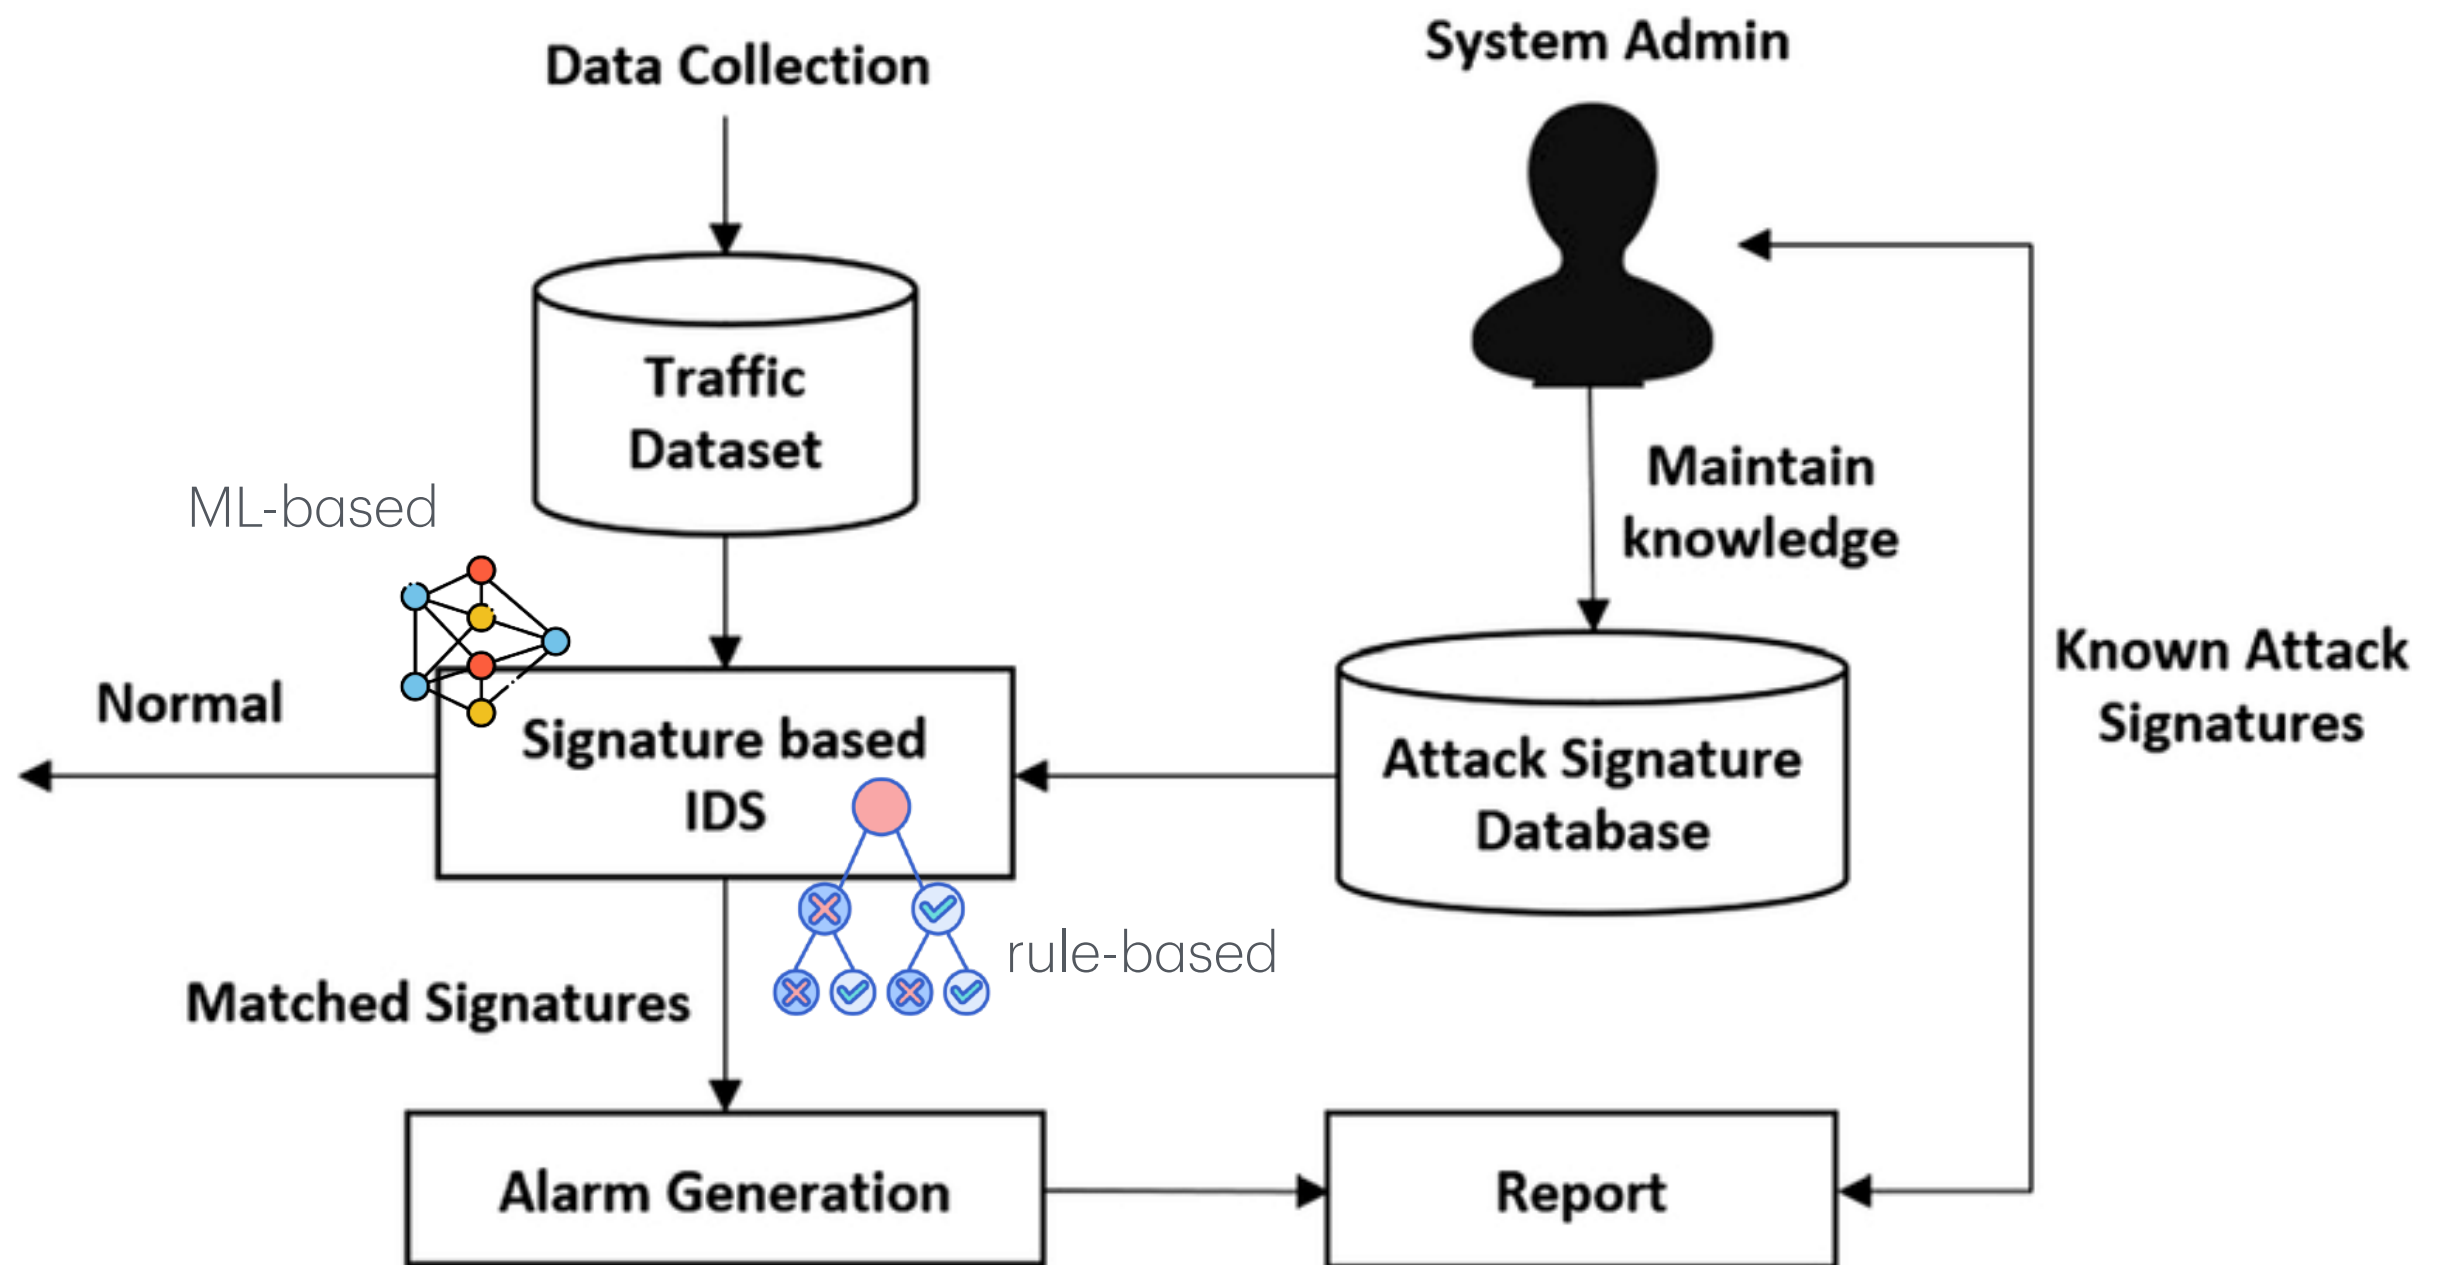 Data Collection
System Admin
Traffic
Dataset
Maintain
knowledge
ML-based
Known Attack
Signatures
Normal
Signature based
IDS
Attack Signature
Database
rule-based
Matched Signatures
Alarm Generation
Report